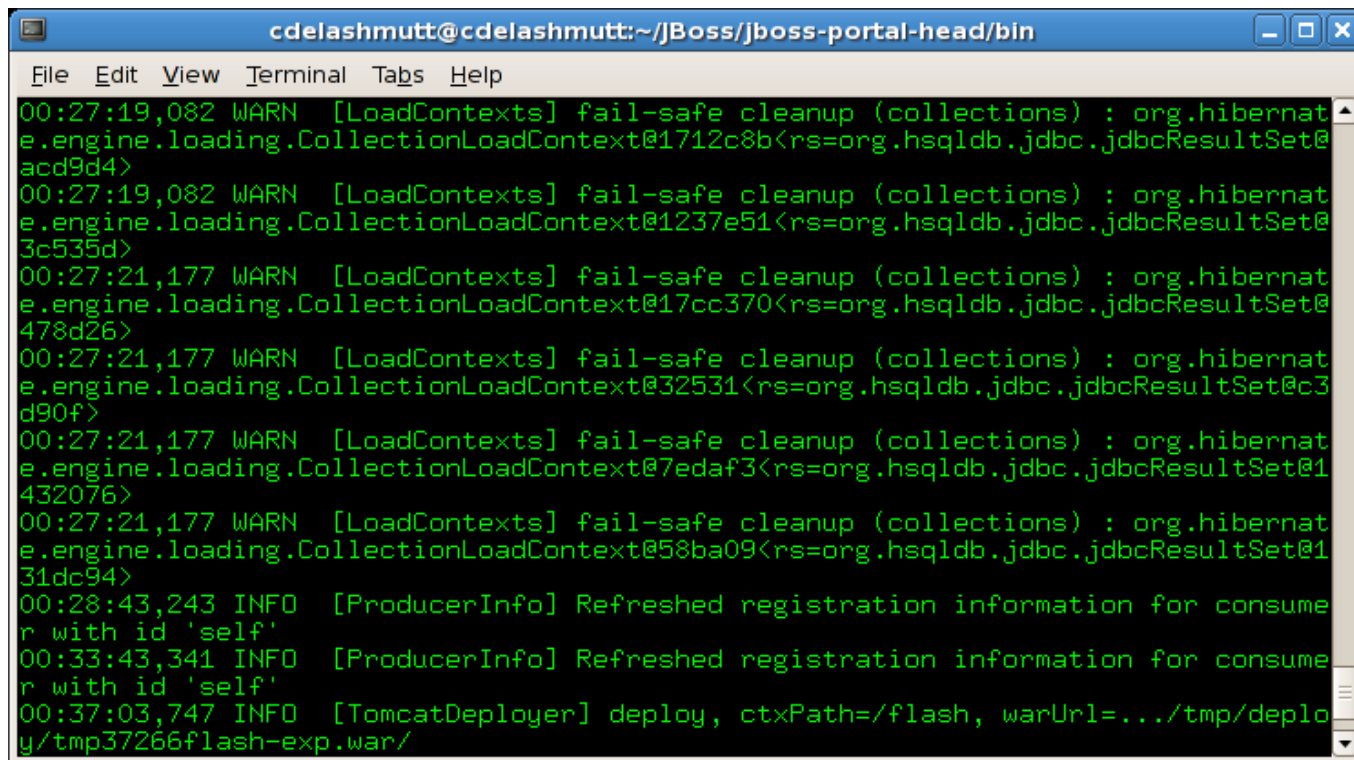 cdelashmutt@cdelashmutt:~/JBoss/jboss-portal-head/bin
File Edit View Terminal Tabs Help
00:27:19,082 WARN  [LoadContexts] fail-safe cleanup (collections) : org.hibernat
e.engine.loading.CollectionLoadContext@1712c8b<rs=org.hsqldb.jdbc.jdbcResultSet@
acd9d4>
00:27:19,082 WARN  [LoadContexts] fail-safe cleanup (collections) : org.hibernat
e.engine.loading.CollectionLoadContext@1237e51<rs=org.hsqldb.jdbc.jdbcResultSet@
3c535d>
00:27:21,177 WARN  [LoadContexts] fail-safe cleanup (collections) : org.hibernat
e.engine.loading.CollectionLoadContext@17cc370<rs=org.hsqldb.jdbc.jdbcResultSet@
478d26>
00:27:21,177 WARN  [LoadContexts] fail-safe cleanup (collections) : org.hibernat
e.engine.loading.CollectionLoadContext@32531<rs=org.hsqldb.jdbc.jdbcResultSet@c3
d90f>
00:27:21,177 WARN  [LoadContexts] fail-safe cleanup (collections) : org.hibernat
e.engine.loading.CollectionLoadContext@7edaf3<rs=org.hsqldb.jdbc.jdbcResultSet@1
432076>
00:27:21,177 WARN  [LoadContexts] fail-safe cleanup (collections) : org.hibernat
e.engine.loading.CollectionLoadContext@58ba09<rs=org.hsqldb.jdbc.jdbcResultSet@1
31dc94>
00:28:43,243 INFO  [ProducerInfo] Refreshed registration information for consume
r with id 'self'
00:33:43,341 INFO  [ProducerInfo] Refreshed registration information for consume
r with id 'self'
00:37:03,747 INFO  [TomcatDeployer] deploy, ctxPath=/flash, warUrl=.../tmp/deplo
y/tmp37266flash-exp.war/